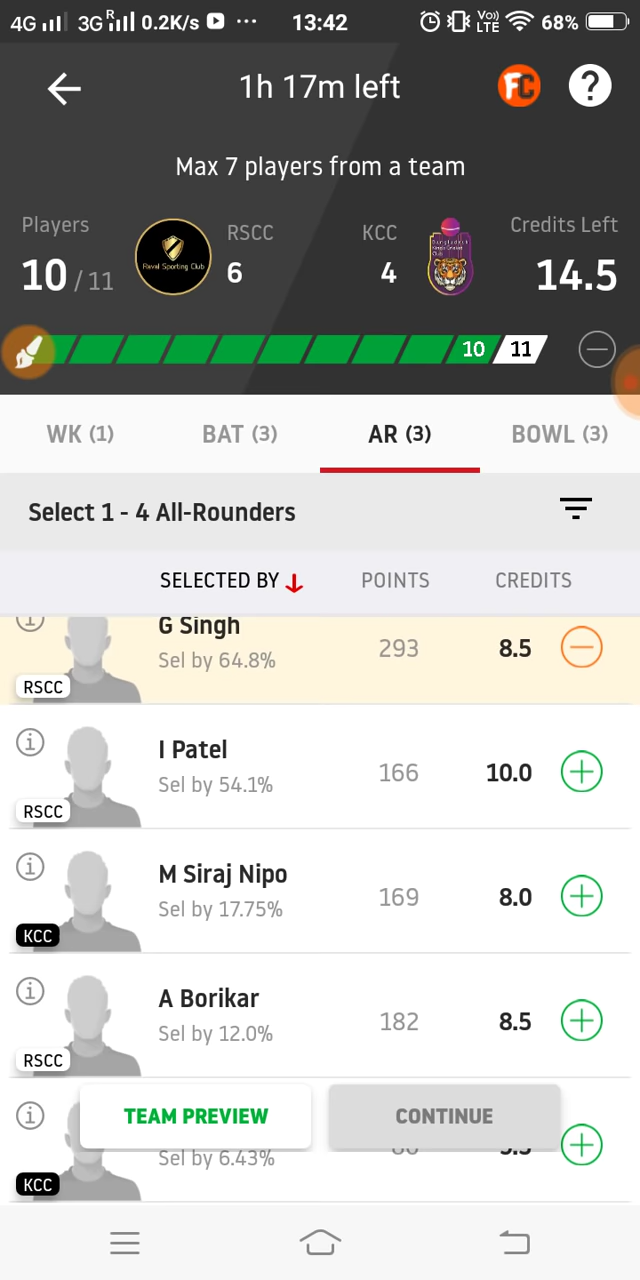 4G 3G R 0.2K/s ... 13:42 Vo) LTE 68%
1h 17m left FC ?
Max 7 players from a team
Players RSCC KCC Credits Left
10 / 11 Raval Sporting Club 6 4 14.5
10 11
WK (1) BAT (3) AR (3) BOWL (3)
Select 1 - 4 All-Rounders
SELECTED BY POINTS CREDITS
G Singh
Sel by 64.8% 293 8.5
RSCC
I Patel
Sel by 54.1% 166 10.0
RSCC
M Siraj Nipo
Sel by 17.75% 169 8.0
KCC
A Borikar
Sel by 12.0% 182 8.5
RSCC
TEAM PREVIEW CONTINUE
Sel by 6.43%
KCC